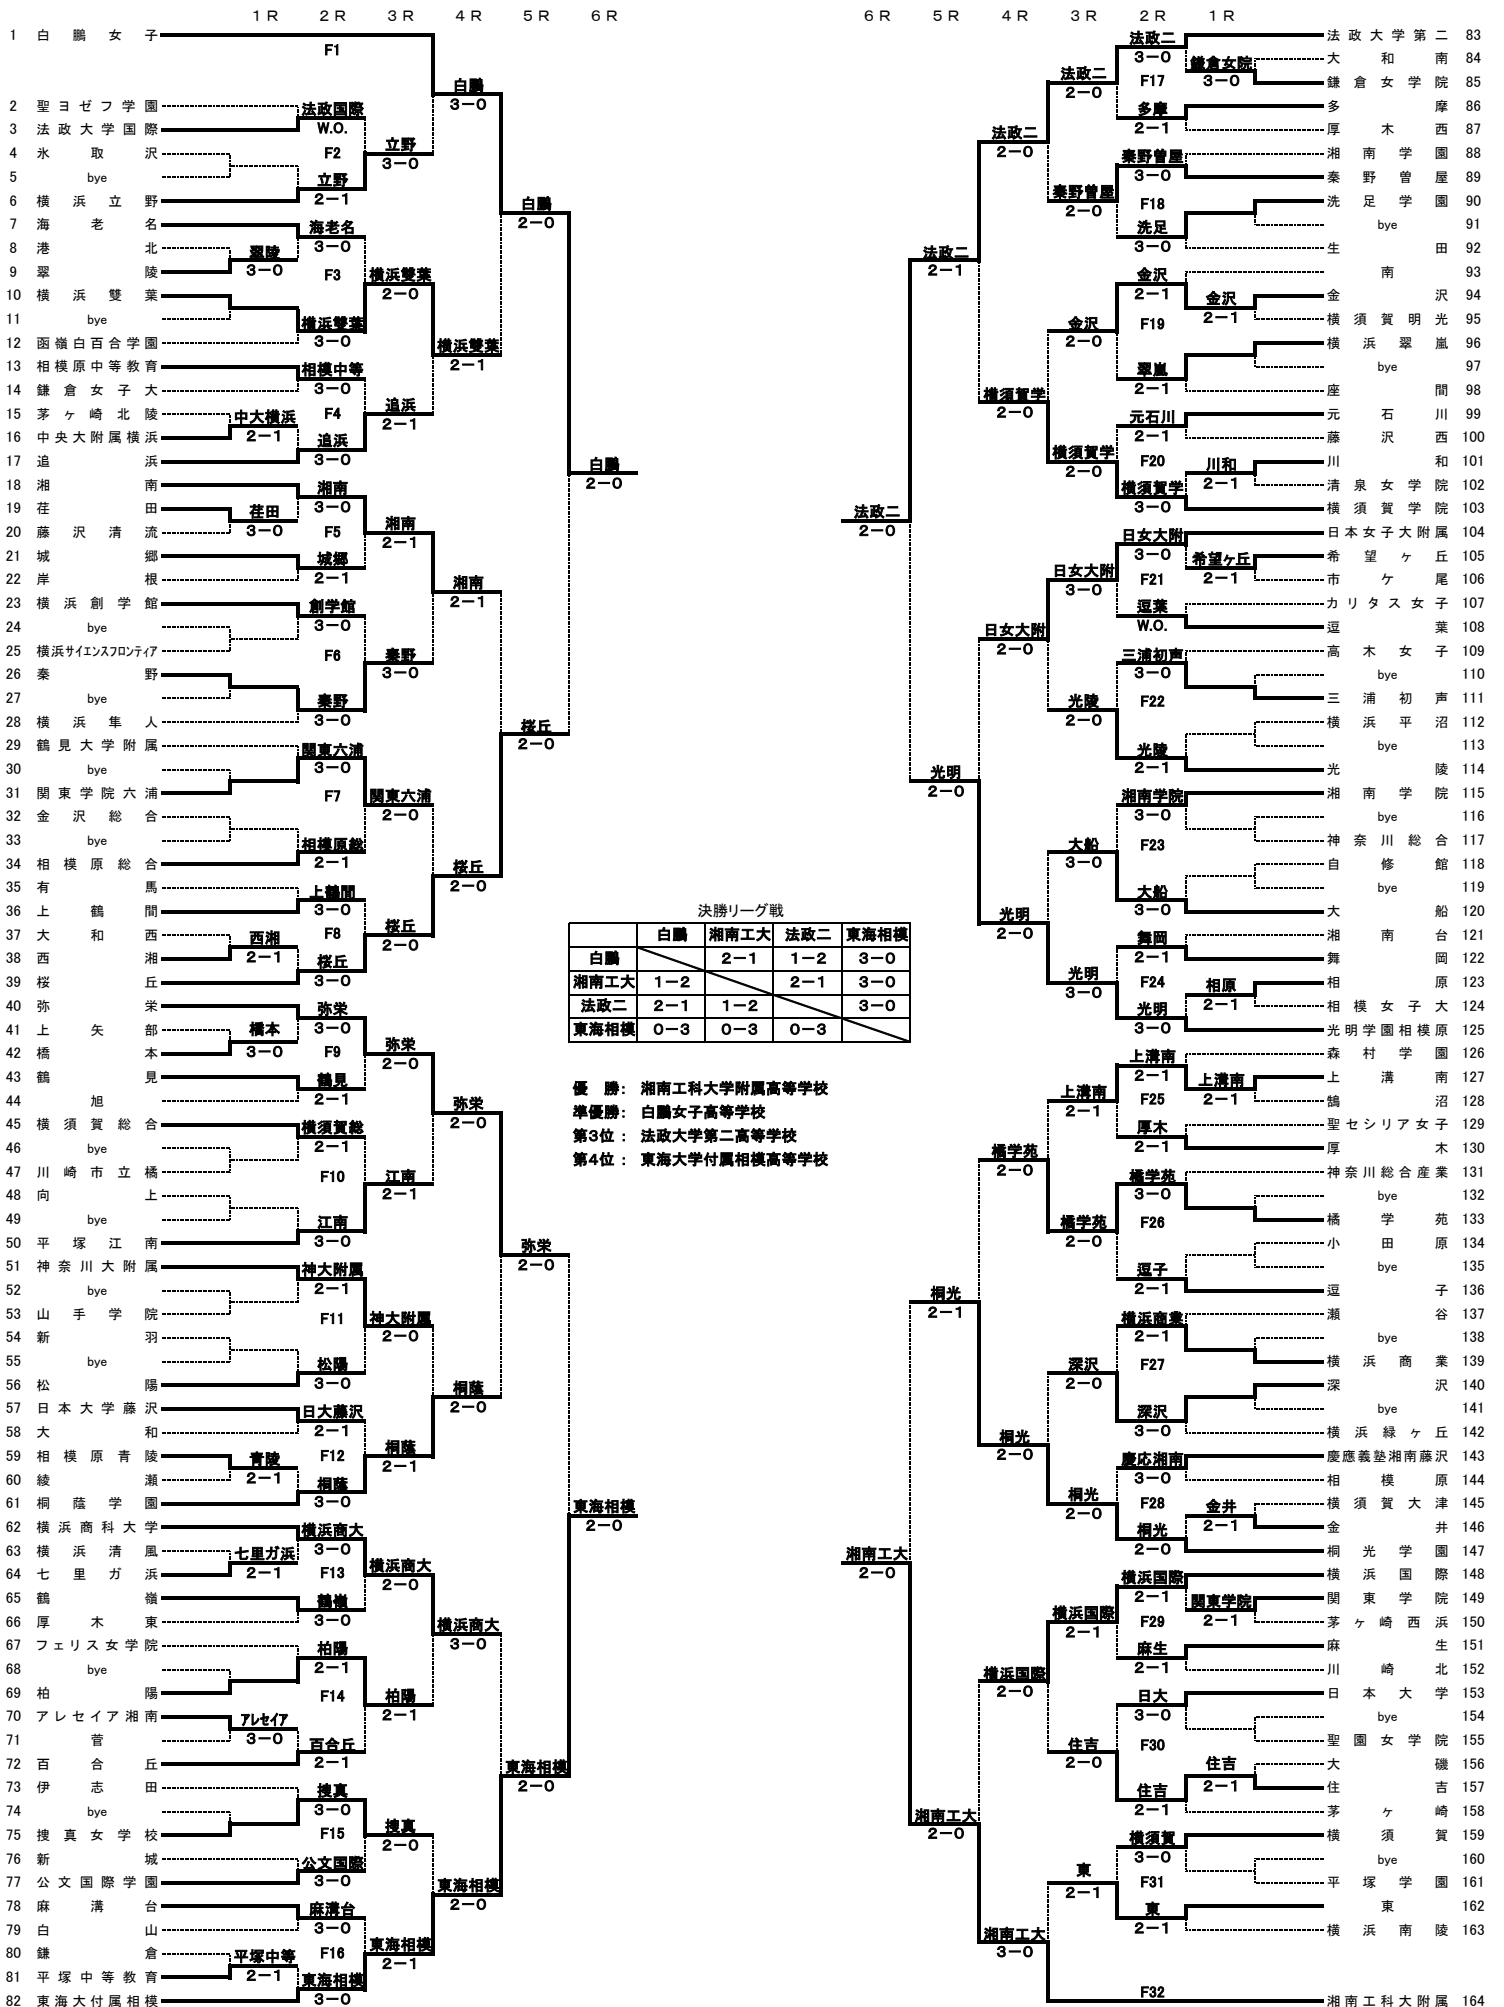 1R 2R 3R 4R 5R 6R
1 白鵬女子
2 聖ヨゼフ学園
3 法政大学国際
4 氷取沢
5 bye
6 横浜立野
7 海老名
8 港北
9 翠陵
10 横浜雙葉
11 bye
12 函嶺白百合学園
13 相模原中等教育
14 鎌倉女子大
15 茅ヶ崎北陵
16 中央大附属横浜
17 追浜
18 湘南
19 荏田
20 藤沢清流
21 城郷
22 岸根
23 横浜創学館
24 bye
25 横浜サイエンスフロンティア
26 秦野
27 bye
28 横浜隼人
29 鶴見大学附属
30 bye
31 関東学院六浦
32 金沢総合
33 bye
34 相模原総合
35 有馬
36 上鶴間
37 大和西
38 西湘
39 桜丘
40 弥栄
41 上矢部
42 橋本
43 鶴見
44 旭
45 横須賀総合
46 bye
47 川崎市立橘
48 向上
49 bye
50 平塚江南
51 神奈川大附属
52 bye
53 山手学院
54 新羽
55 bye
56 松陽
57 日本大学藤沢
58 大和
59 相模原青陵
60 綾瀬
61 桐蔭学園
62 横浜商科大学
63 横浜清風
64 七里ガ浜
65 鶴嶺
66 厚木東
67 フェリス女学院
68 bye
69 柏陽
70 アレセイア湘南
71 菅
72 百合丘
73 伊志田
74 bye
75 捜真女学校
76 新城
77 公文国際学園
78 麻溝台
79 白山
80 鎌倉
81 平塚中等教育
82 東海大付属相模
翠陵 3-0
中大横浜 2-1
荏田 3-0
西湘 2-1
橋本 3-0
青陵 2-1
七里ガ浜 2-1
アレセイア 3-0
平塚中等 2-1
F1
法政国際 W.O.
F2
立野 2-1
海老名 3-0
F3
横浜雙葉 3-0
相模中等 3-0
F4
追浜 3-0
湘南 3-0
F5
城郷 2-1
創学館 3-0
F6
秦野 3-0
関東六浦 3-0
F7
相模原総 2-1
上鶴間 3-0
F8
桜丘 3-0
弥栄 3-0
F9
鶴見 2-1
横須賀総 2-1
F10
江南 3-0
神大附属 2-1
F11
松陽 3-0
日大藤沢 2-1
F12
桐蔭 3-0
横浜商大 3-0
F13
鶴嶺 3-0
柏陽 2-1
F14
百合丘 2-1
捜真 3-0
F15
公文国際 3-0
麻溝台 3-0
F16
東海相模 3-0
立野 3-0
横浜雙葉 2-0
追浜 2-1
湘南 2-1
秦野 3-0
関東六浦 2-0
桜丘 2-0
弥栄 2-0
江南 2-1
神大附属 2-0
桐蔭 2-1
横浜商大 2-0
柏陽 2-1
捜真 2-0
東海相模 2-1
白鵬 3-0
横浜雙葉 2-1
湘南 2-1
桜丘 2-0
弥栄 2-0
桐蔭 2-0
横浜商大 3-0
東海相模 2-0
白鵬 2-0
桜丘 2-0
弥栄 2-0
東海相模 2-0
白鵬 2-0
東海相模 2-0
決勝リーグ戦
白鵬 湘南工大 法政二 東海相模
白鵬 2-1 1-2 3-0
湘南工大 1-2 2-1 3-0
法政二 2-1 1-2 3-0
東海相模 0-3 0-3 0-3
優 勝: 湘南工科大学附属高等学校
準優勝: 白鵬女子高等学校
第3位: 法政大学第二高等学校
第4位: 東海大学付属相模高等学校
6R 5R 4R 3R 2R 1R
法政二 2-0
湘南工大 2-0
法政二 2-1
光明 2-0
桐光 2-1
湘南工大 2-0
法政二 2-0
横須賀学 2-0
日女大附 2-0
光明 2-0
橘学苑 2-0
桐光 2-0
横浜国際 2-0
湘南工大 3-0
法政二 2-0
秦野曽屋 2-0
金沢 2-0
横須賀学 2-0
日女大附 3-0
光陵 2-0
大船 3-0
光明 3-0
上溝南 2-1
橘学苑 2-0
深沢 2-0
桐光 2-0
横浜国際 2-1
住吉 2-0
東 2-1
法政二 3-0
F17
多摩 2-1
秦野曽屋 3-0
F18
洗足 3-0
金沢 2-1
F19
翠嵐 2-1
元石川 2-1
F20
横須賀学 3-0
日女大附 3-0
F21
逗葉 W.O.
三浦初声 3-0
F22
光陵 2-1
湘南学院 3-0
F23
大船 3-0
舞岡 2-1
F24
光明 3-0
上溝南 2-1
F25
厚木 2-1
橘学苑 3-0
F26
逗子 2-1
横浜商業 2-1
F27
深沢 3-0
慶応湘南 3-0
F28
桐光 2-0
横浜国際 2-1
F29
麻生 2-1
日大 3-0
F30
住吉 2-1
横須賀 3-0
F31
東 2-1
F32
鎌倉女院 3-0
金沢 2-1
川和 2-1
希望ヶ丘 2-1
相原 2-1
上溝南 2-1
金井 2-1
関東学院 2-1
住吉 2-1
法政大学第二 83
大和南 84
鎌倉女学院 85
多摩 86
厚木西 87
湘南学園 88
秦野曽屋 89
洗足学園 90
bye 91
生田 92
南 93
金沢 94
横須賀明光 95
横浜翠嵐 96
bye 97
座間 98
元石川 99
藤沢西 100
川和 101
清泉女学院 102
横須賀学院 103
日本女子大附属 104
希望ヶ丘 105
市ケ尾 106
カリタス女子 107
逗葉 108
高木女子 109
bye 110
三浦初声 111
横浜平沼 112
bye 113
光陵 114
湘南学院 115
bye 116
神奈川総合 117
自修館 118
bye 119
大船 120
湘南台 121
舞岡 122
相原 123
相模女子大 124
光明学園相模原 125
森村学園 126
上溝南 127
鵠沼 128
聖セシリア女子 129
厚木 130
神奈川総合産業 131
bye 132
橘学苑 133
小田原 134
bye 135
逗子 136
瀬谷 137
bye 138
横浜商業 139
深沢 140
bye 141
横浜緑ヶ丘 142
慶應義塾湘南藤沢 143
相模原 144
横須賀大津 145
金井 146
桐光学園 147
横浜国際 148
関東学院 149
茅ヶ崎西浜 150
麻生 151
川崎北 152
日本大学 153
bye 154
聖園女学院 155
大磯 156
住吉 157
茅ヶ崎 158
横須賀 159
bye 160
平塚学園 161
東 162
横浜南陵 163
湘南工科大附属 164